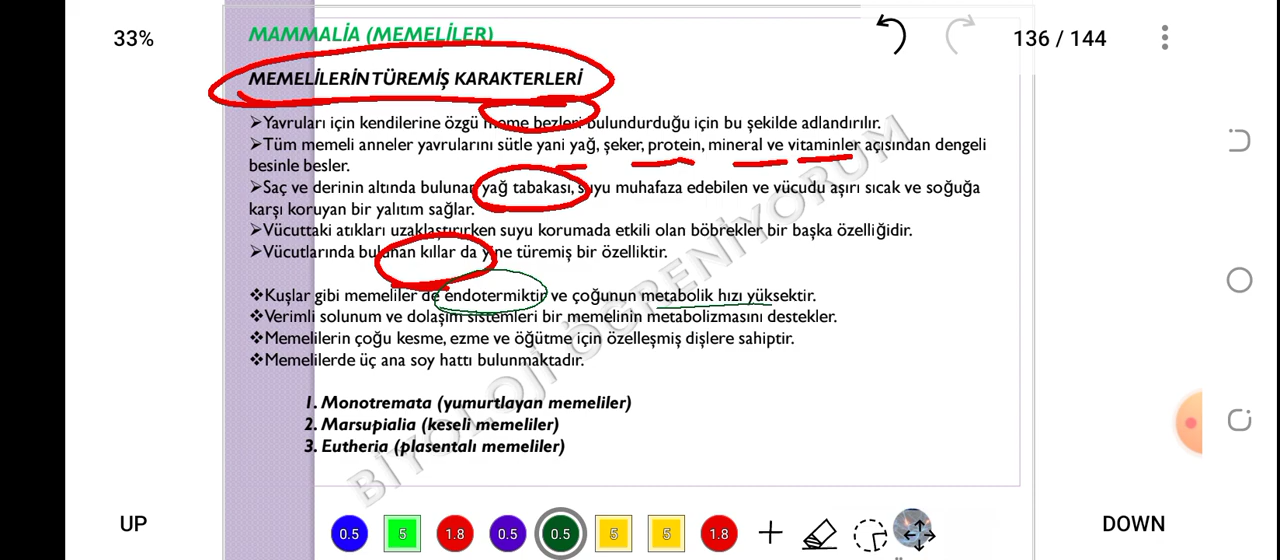 33%
136 / 144
MAMMALİA (MEMELİLER)
MEMELİLERİN TÜREMİŞ KARAKTERLERİ
➢Yavruları için kendilerine özgü meme bezleri bulundurduğu için bu şekilde adlandırılır.
➢Tüm memeli anneler yavrularını sütle yani yağ, şeker, protein, mineral ve vitaminler açısından dengeli
besinle besler.
➢Saç ve derinin altında bulunan yağ tabakası, suyu muhafaza edebilen ve vücudu aşırı sıcak ve soğuğa
karşı koruyan bir yalıtım sağlar.
➢Vücuttaki atıkları uzaklaştırırken suyu korumada etkili olan böbrekler bir başka özelliğidir.
➢Vücutlarında bulunan kıllar da yine türemiş bir özelliktir.
❖Kuşlar gibi memeliler de endotermiktir ve çoğunun metabolik hızı yüksektir.
❖Verimli solunum ve dolaşım sistemleri bir memelinin metabolizmasını destekler.
❖Memelilerin çoğu kesme, ezme ve öğütme için özelleşmiş dişlere sahiptir.
❖Memelilerde üç ana soy hattı bulunmaktadır.
1. Monotremata (yumurtlayan memeliler)
2. Marsupialia (keseli memeliler)
3. Eutheria (plasentalı memeliler)
BİYOLOJİ ÖĞRENİYORUM
UP
0.5 5 1.8 0.5 0.5 5 5 1.8
DOWN